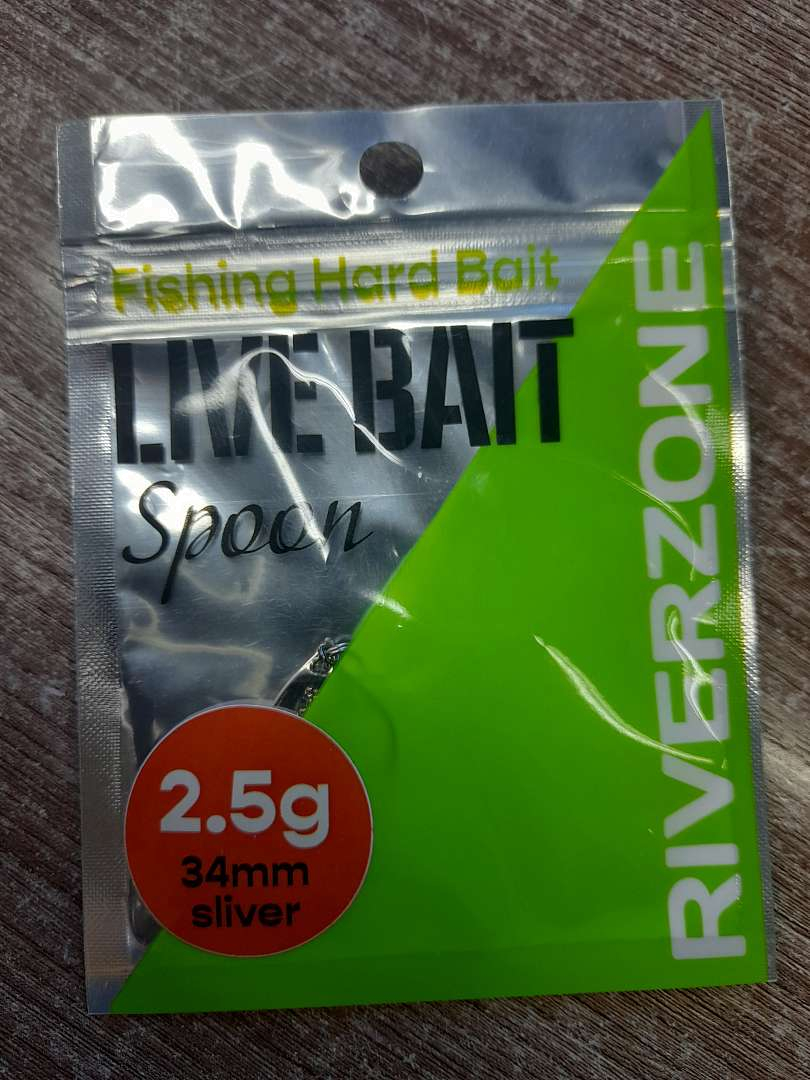 Fishing Hard Bait
LIVE BAIT
Spoon
2.5g
34mm
sliver
RIVERZONE